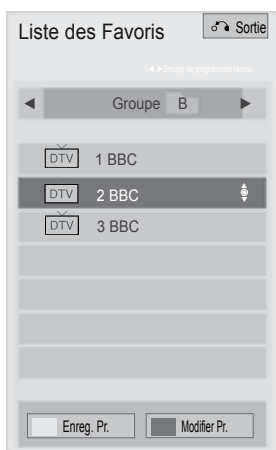 Liste des Favoris
Sortie
◄ ► Groupe de programmes favoris
◄ Groupe B ►
DTV 1 BBC
DTV 2 BBC
DTV 3 BBC
Enreg. Pr.
Modifier Pr.